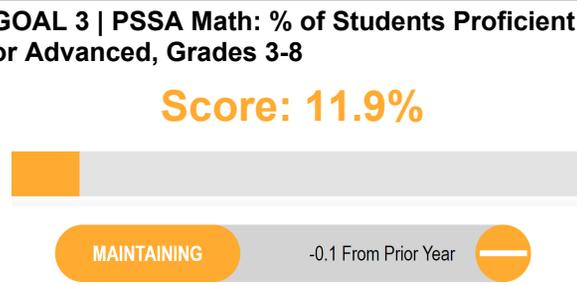 GOAL 3 | PSSA Math: % of Students Proficient
or Advanced, Grades 3-8
Score: 11.9%
MAINTAINING -0.1 From Prior Year